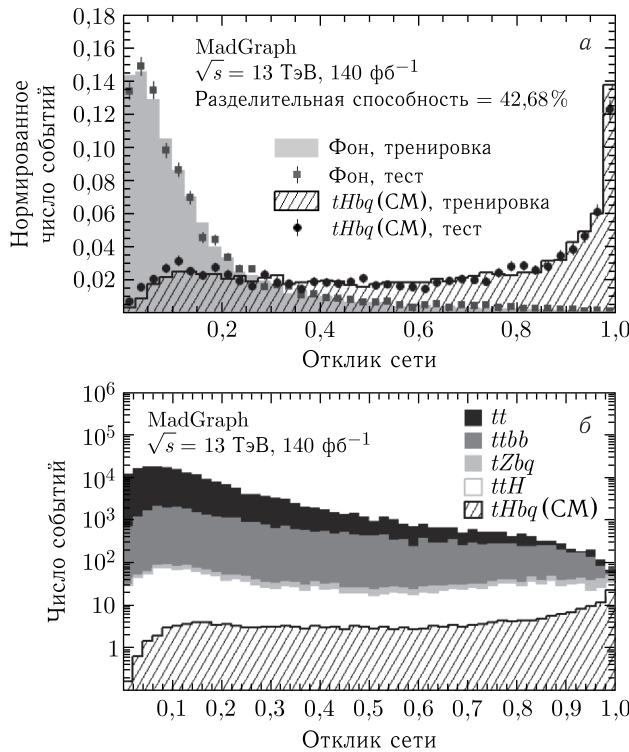 0,18
0,16
0,14
0,12
0,10
0,08
0,06
0,04
0,02
Нормированное
число событий
MadGraph
√s = 13 ТэВ, 140 фб⁻¹
Разделительная способность = 42,68%
а
Фон, тренировка
Фон, тест
tHbq(СМ), тренировка
tHbq(СМ), тест
0,2 0,4 0,6 0,8 1,0
Отклик сети
10⁶
10⁵
10⁴
10³
10²
10
1
Число событий
MadGraph
√s = 13 ТэВ, 140 фб⁻¹
б
tt
ttbb
tZbq
ttH
tHbq(СМ)
0,1 0,2 0,3 0,4 0,5 0,6 0,7 0,8 0,9 1,0
Отклик сети